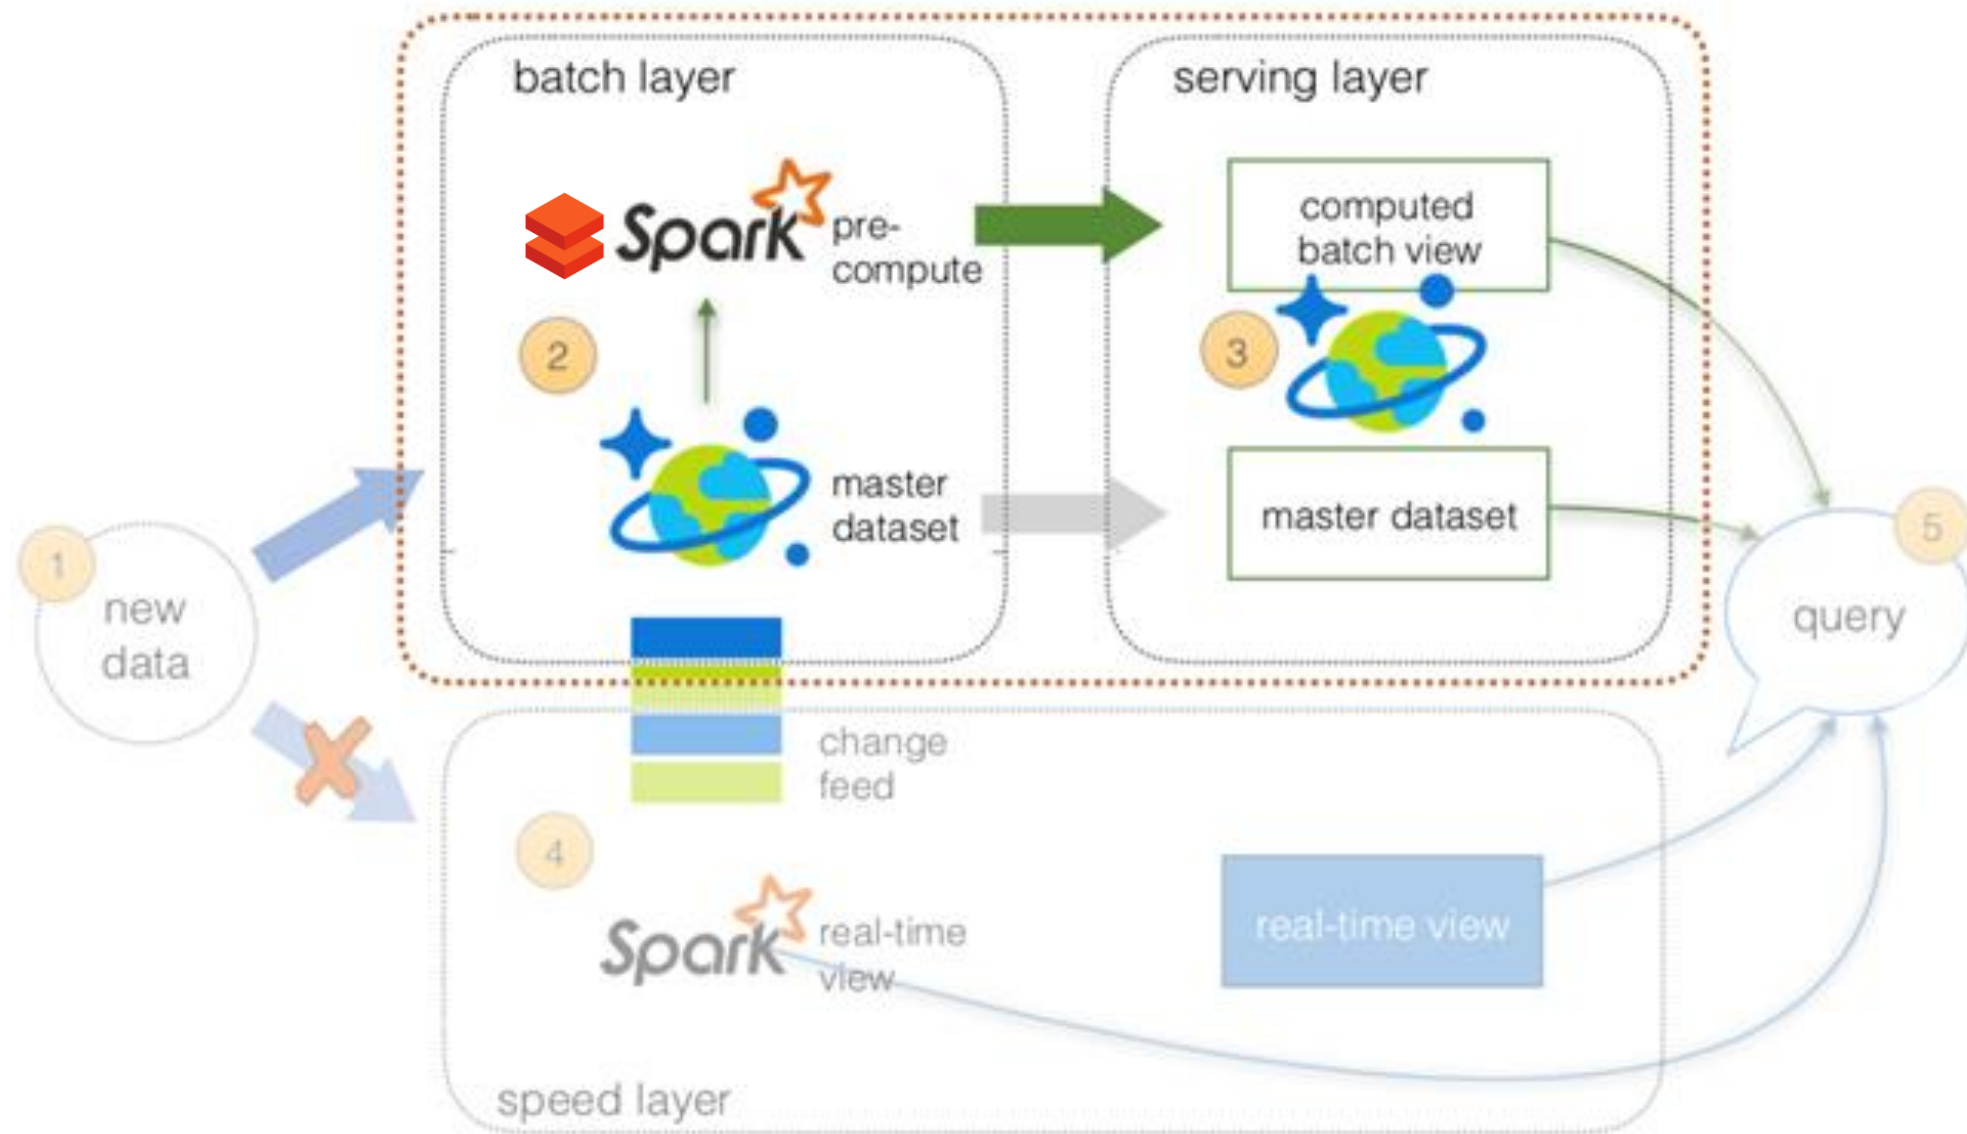 batch layer
serving layer
Spark
pre-
compute
computed
batch view
2
3
master
dataset
master dataset
1
new
data
5
query
change
feed
4
Spark
real-time
view
real-time view
speed layer